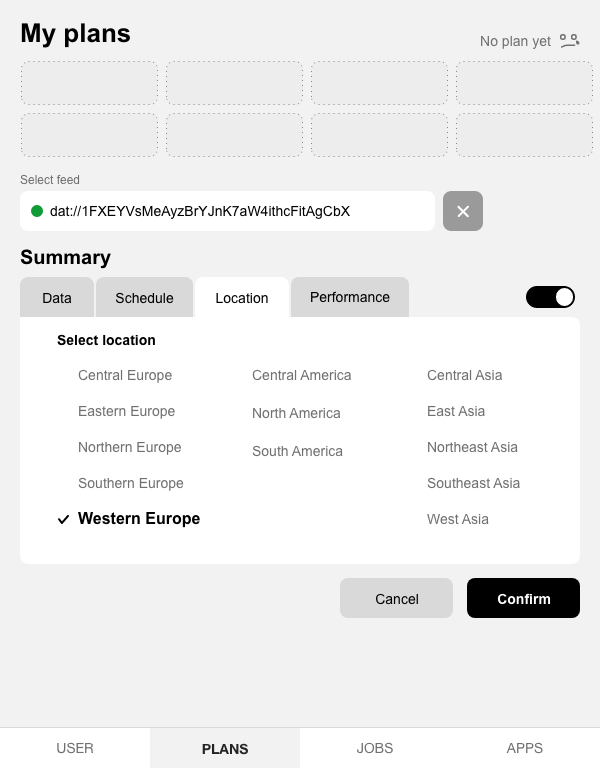 My plans
No plan yet
Select feed
dat://1FXEYVsMeAyzBrYJnK7aW4ithcFitAgCbX
Summary
Data
Schedule
Location
Performance
Select location
Central Europe
Eastern Europe
Northern Europe
Southern Europe
Western Europe
Central America
North America
South America
Central Asia
East Asia
Northeast Asia
Southeast Asia
West Asia
Cancel
Confirm
USER
PLANS
JOBS
APPS